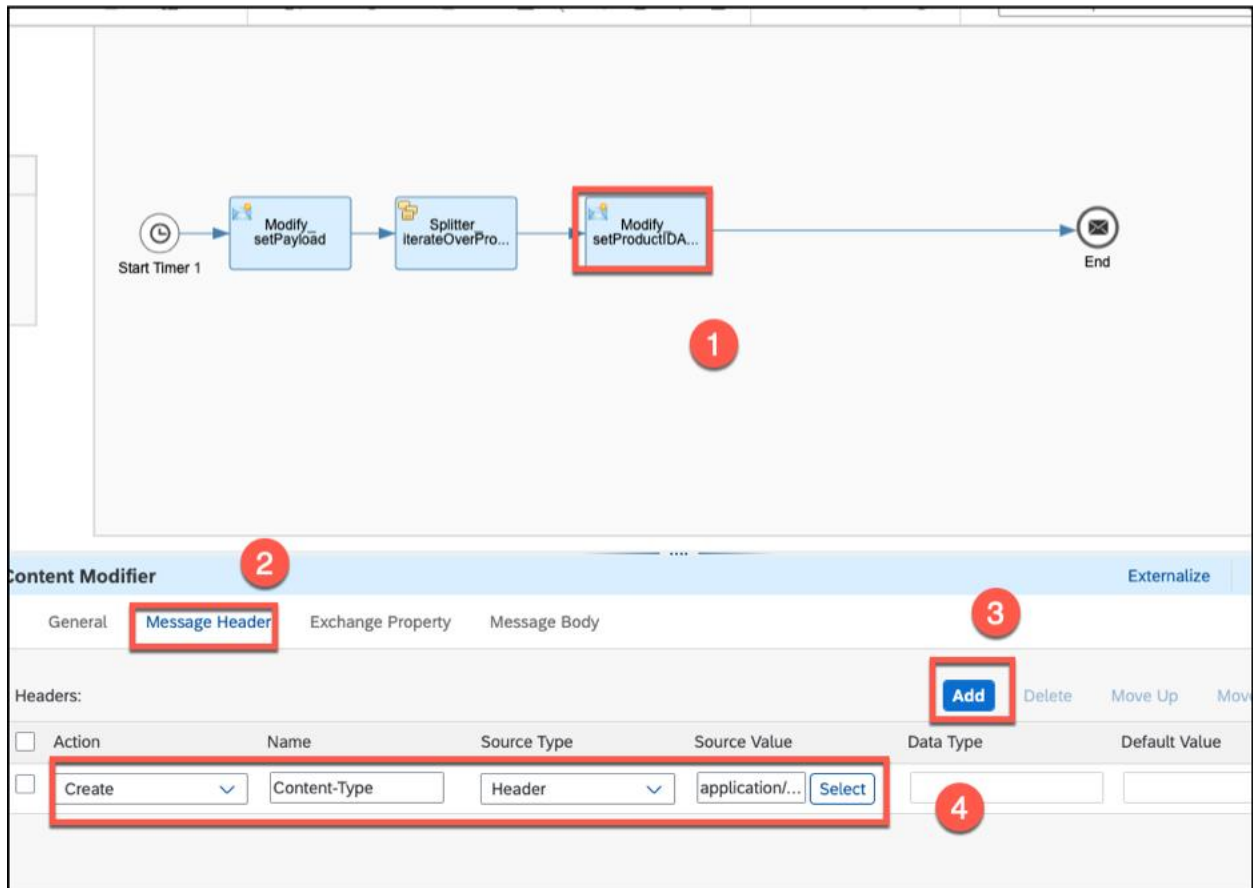 Modify_
setPayload
Splitter_
iterateOverPro...
Modify_
setProductIDA...
Start Timer 1
End
1
2
Content Modifier
Externalize
General
Message Header
Exchange Property
Message Body
3
Headers:
Add
Delete
Move Up
Move
Action
Name
Source Type
Source Value
Data Type
Default Value
Create
Content-Type
Header
application/...
Select
4